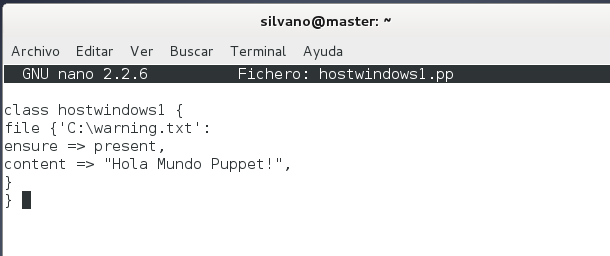 silvano@master: ~
Archivo Editar Ver Buscar Terminal Ayuda
GNU nano 2.2.6 Fichero: hostwindows1.pp
class hostwindows1 {
file {'C:\warning.txt':
ensure => present,
content => "Hola Mundo Puppet!",
}
}